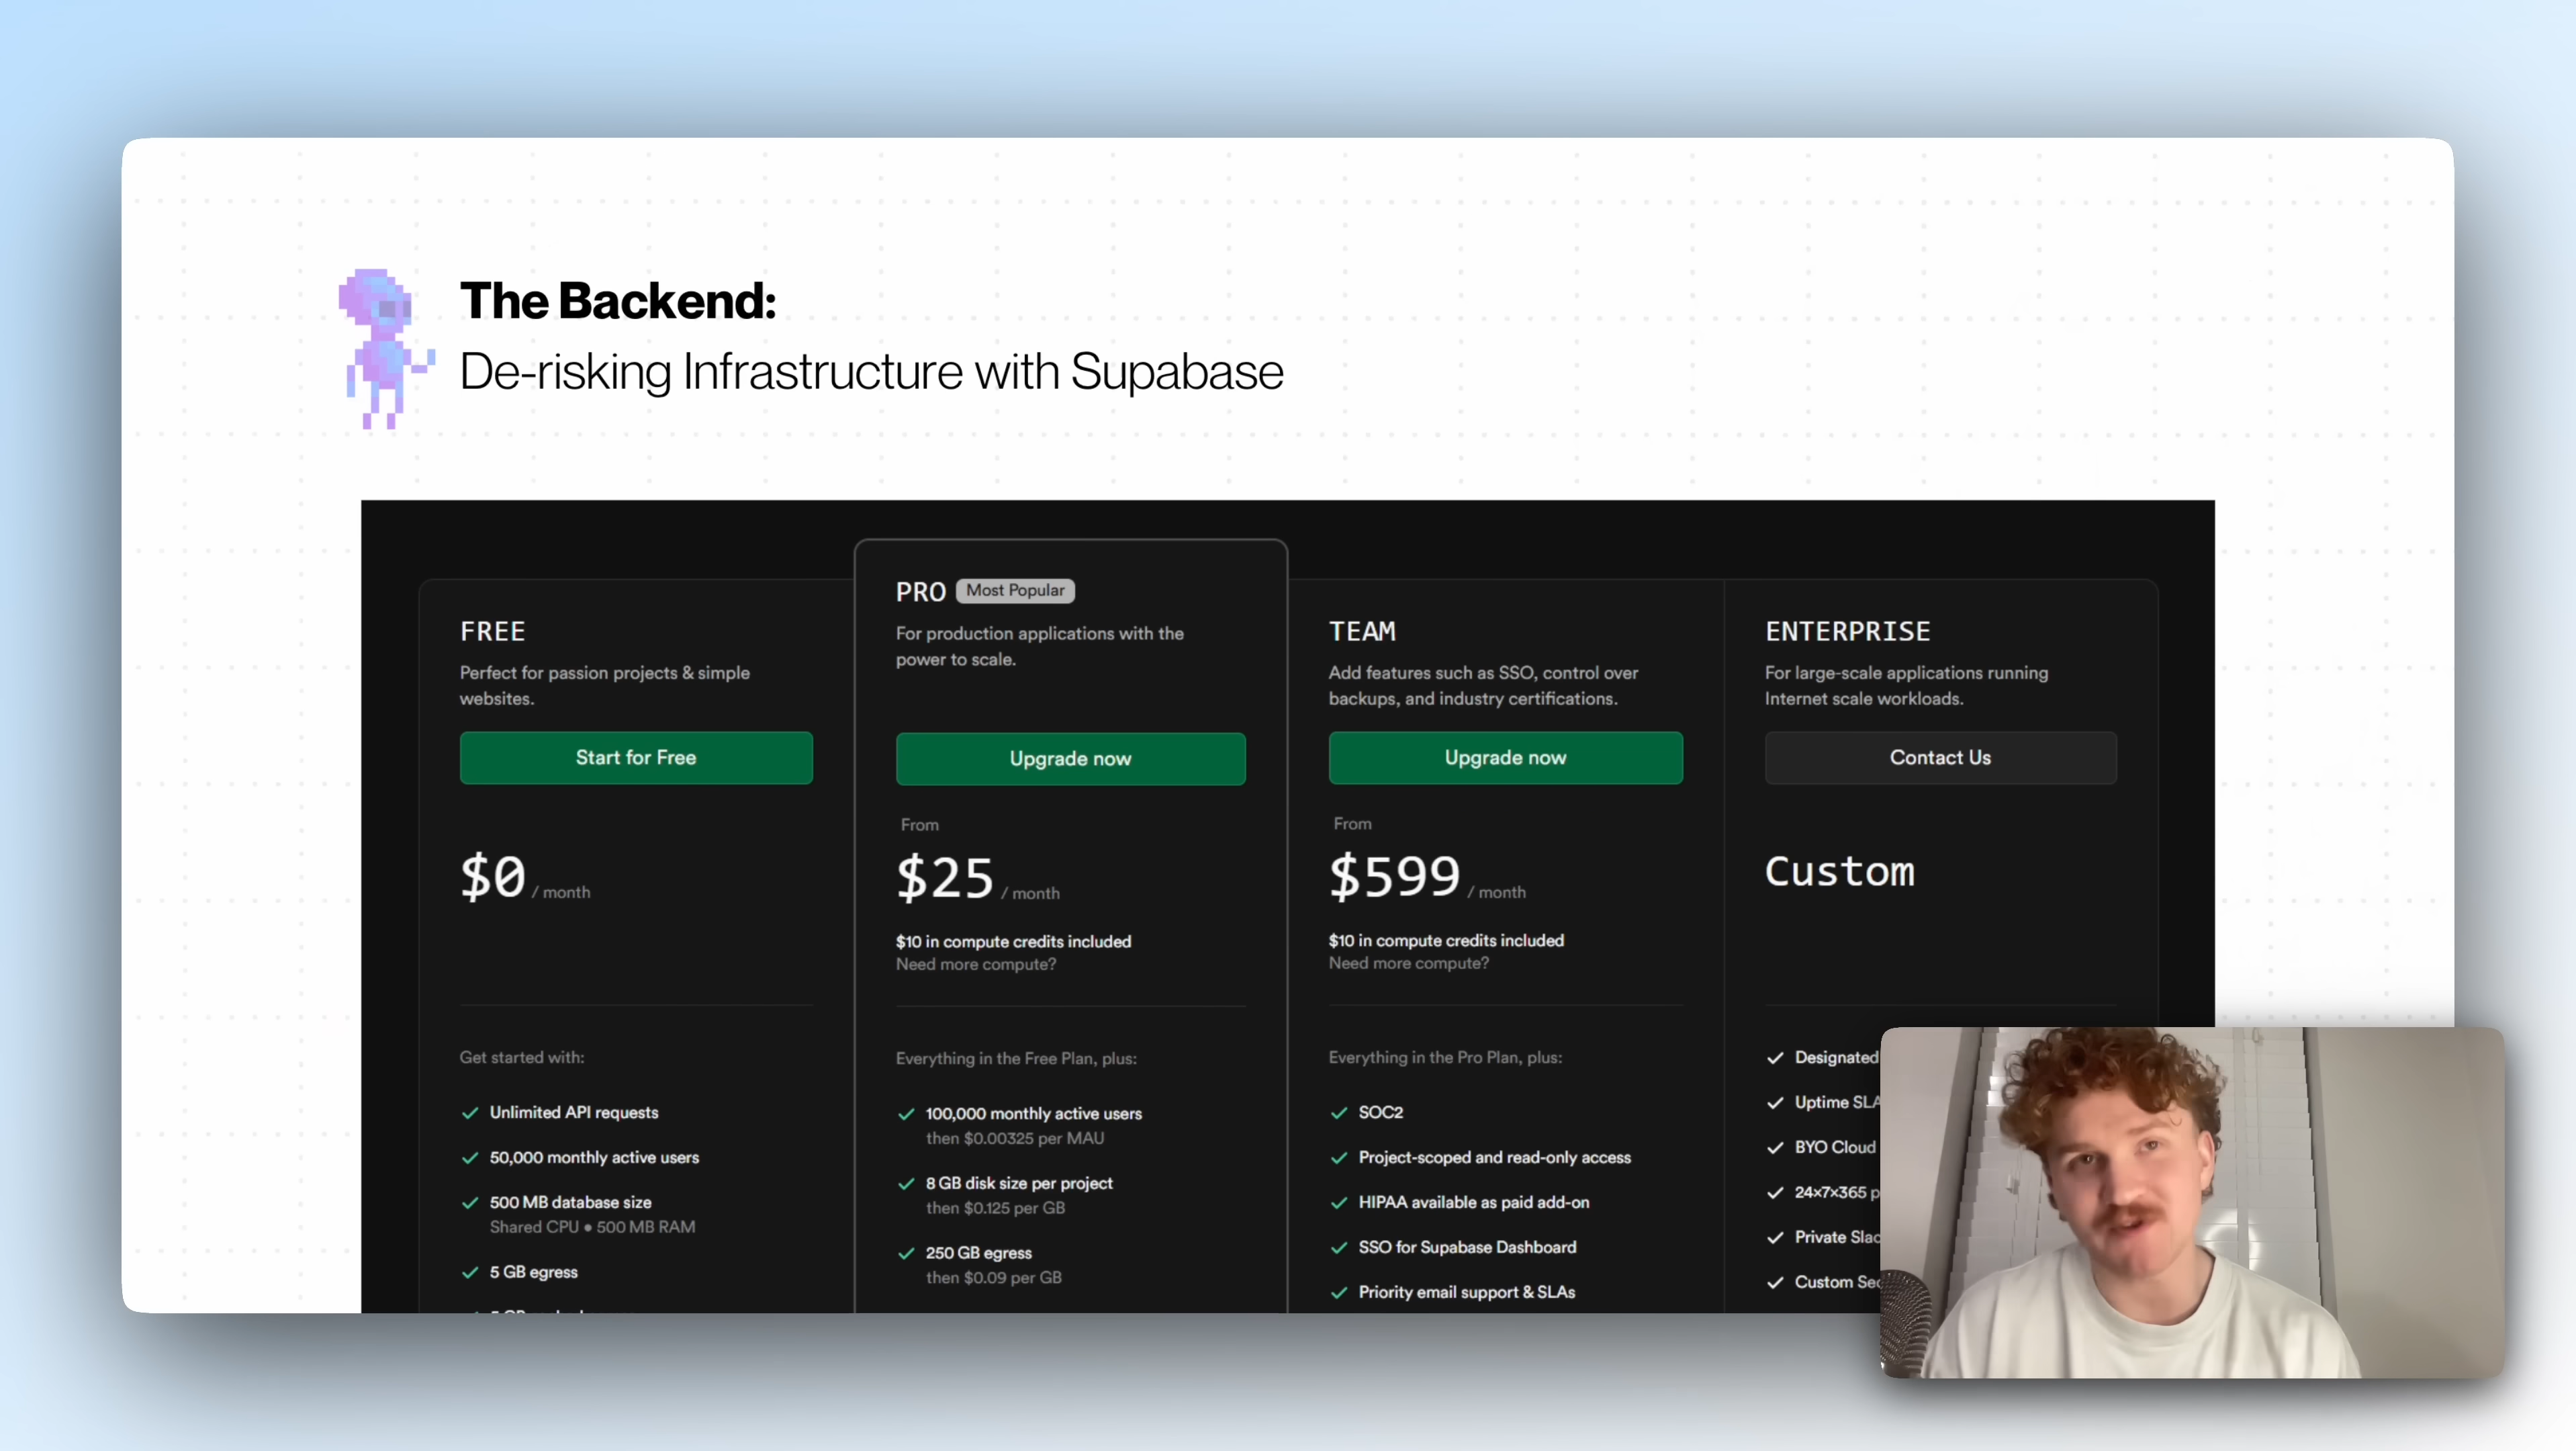 The Backend:
De-risking Infrastructure with Supabase
FREE
Perfect for passion projects & simple
websites.
Start for Free
$0 / month
Get started with:
Unlimited API requests
50,000 monthly active users
500 MB database size
Shared CPU • 500 MB RAM
5 GB egress
PRO Most Popular
For production applications with the
power to scale.
Upgrade now
From
$25 / month
$10 in compute credits included
Need more compute?
Everything in the Free Plan, plus:
100,000 monthly active users
then $0.00325 per MAU
8 GB disk size per project
then $0.125 per GB
250 GB egress
then $0.09 per GB
TEAM
Add features such as SSO, control over
backups, and industry certifications.
Upgrade now
From
$599 / month
$10 in compute credits included
Need more compute?
Everything in the Pro Plan, plus:
SOC2
Project-scoped and read-only access
HIPAA available as paid add-on
SSO for Supabase Dashboard
Priority email support & SLAs
ENTERPRISE
For large-scale applications running
Internet scale workloads.
Contact Us
Custom
Designated
Uptime SLA
BYO Cloud
24×7×365 p
Private Slac
Custom Sec